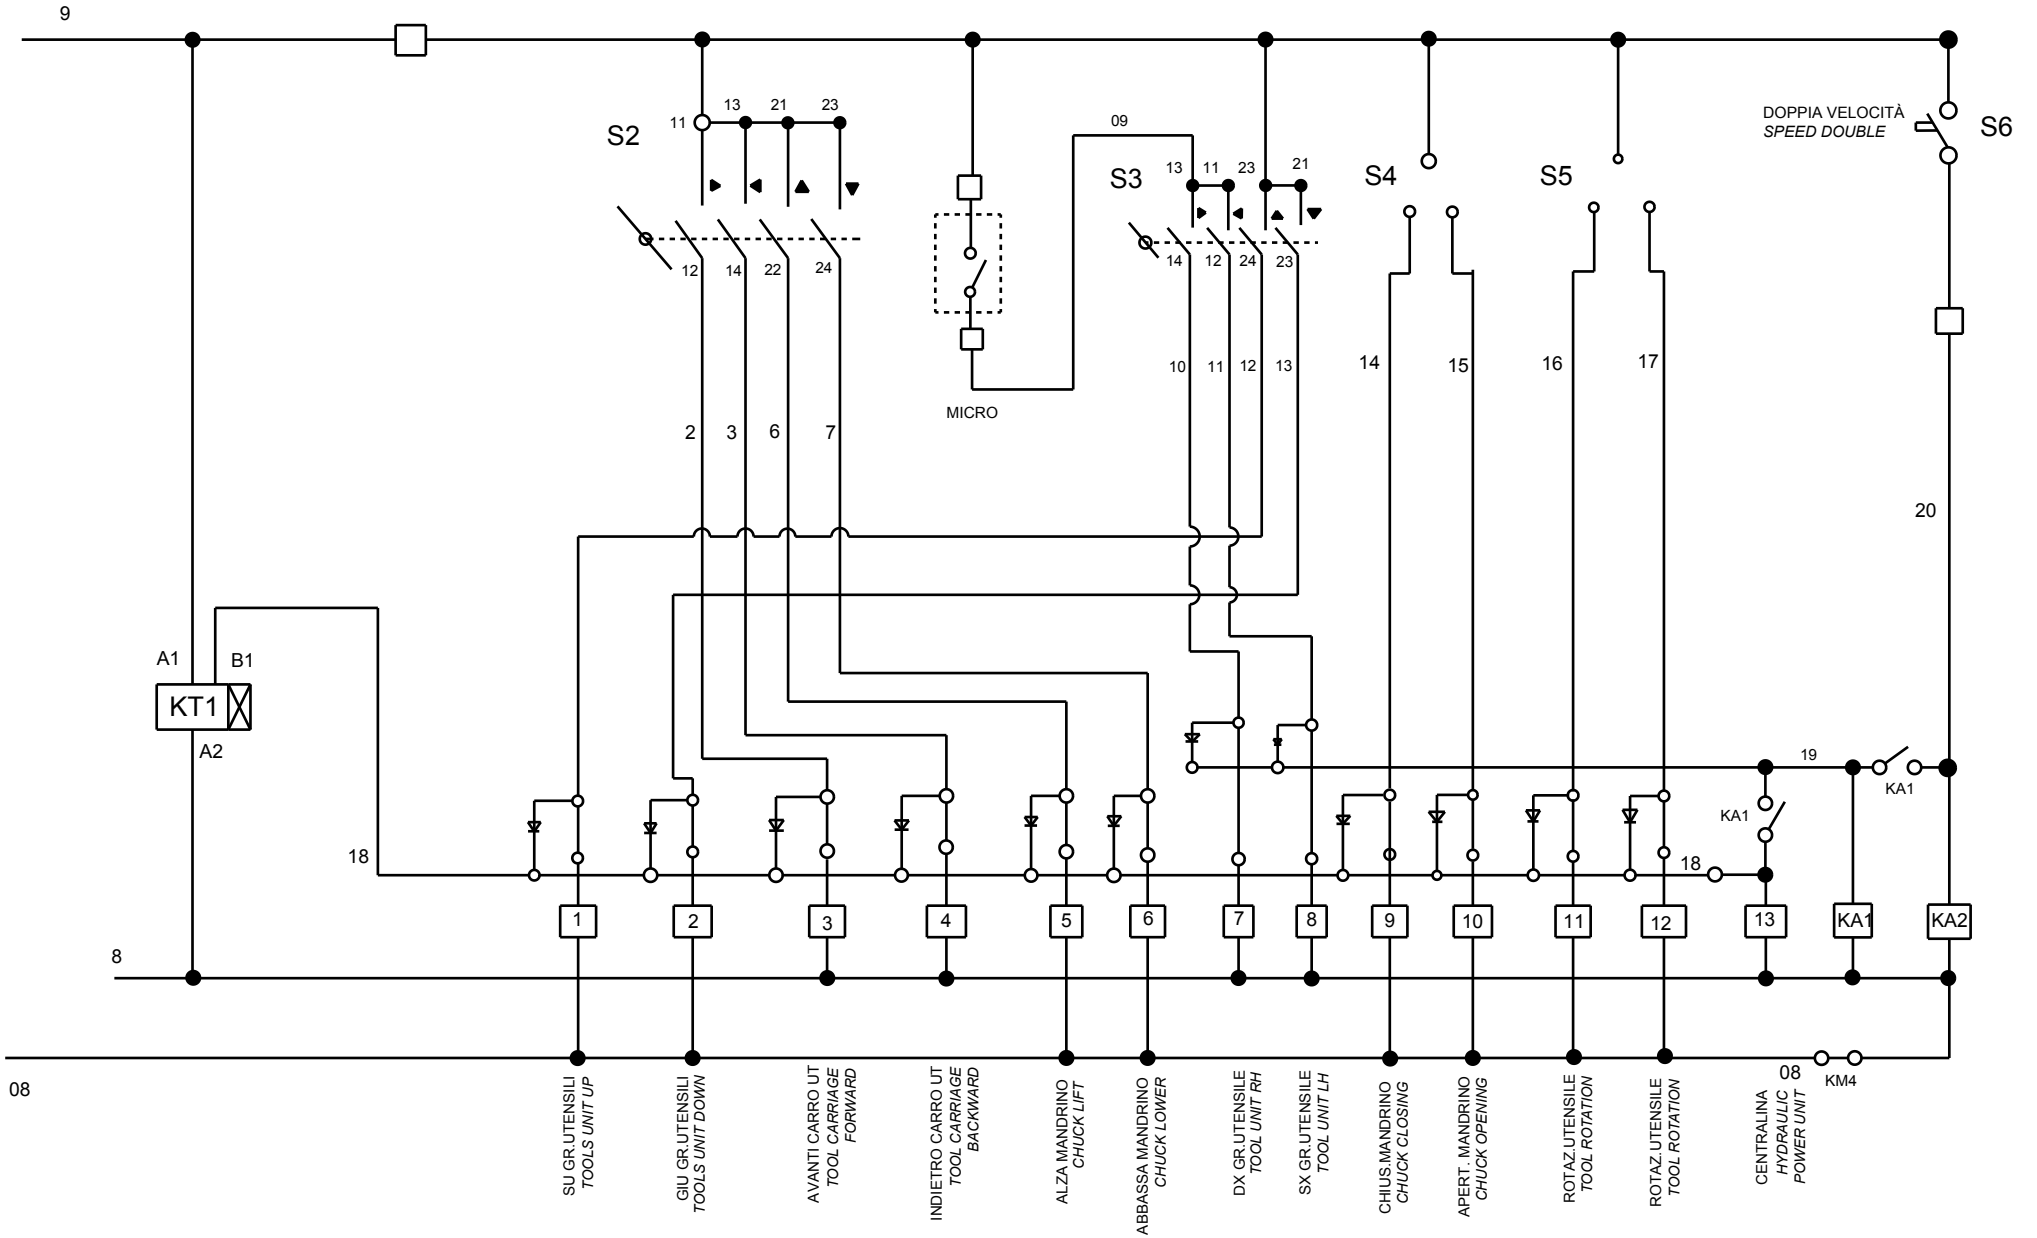 9
S2
11
13
21
23
12
14
22
24
2
3
6
7
MICRO
09
S3
13
11
23
21
14
12
24
23
10
11
12
13
S4
14
15
S5
16
17
DOPPIA VELOCITÀ
SPEED DOUBLE
S6
20
A1
B1
KT1
A2
18
19
KA1
KA1
18
1
2
3
4
5
6
7
8
9
10
11
12
13
KA1
KA2
8
08
08
KM4
SU GR.UTENSILI
TOOLS UNIT UP
GIU GR.UTENSILI
TOOLS UNIT DOWN
AVANTI CARRO UT
TOOL CARRIAGE
FORWARD
INDIETRO CARRO UT
TOOL CARRIAGE
BACKWARD
ALZA MANDRINO
CHUCK LIFT
ABBASSA MANDRINO
CHUCK LOWER
DX GR.UTENSILE
TOOL UNIT RH
SX GR.UTENSILE
TOOL UNIT LH
CHIUS.MANDRINO
CHUCK CLOSING
APERT. MANDRINO
CHUCK OPENING
ROTAZ.UTENSILE
TOOL ROTATION
ROTAZ.UTENSILE
TOOL ROTATION
CENTRALINA
HYDRAULIC
POWER UNIT